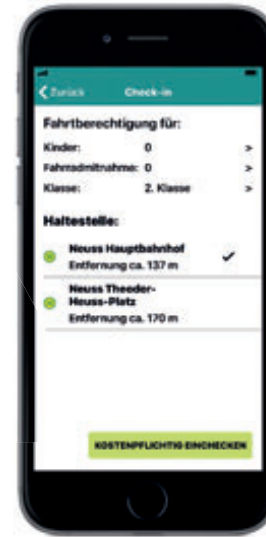 Zurück Check-in
Fahrtberechtigung für:
Kinder: 0 >
Fahrradmitnahme: 0 >
Klasse: 2. Klasse >
Haltestelle:
Neuss Hauptbahnhof
Entfernung ca. 137 m
Neuss Theodor-
Heuss-Platz
Entfernung ca. 170 m
KOSTENPFLICHTIG EINCHECKEN